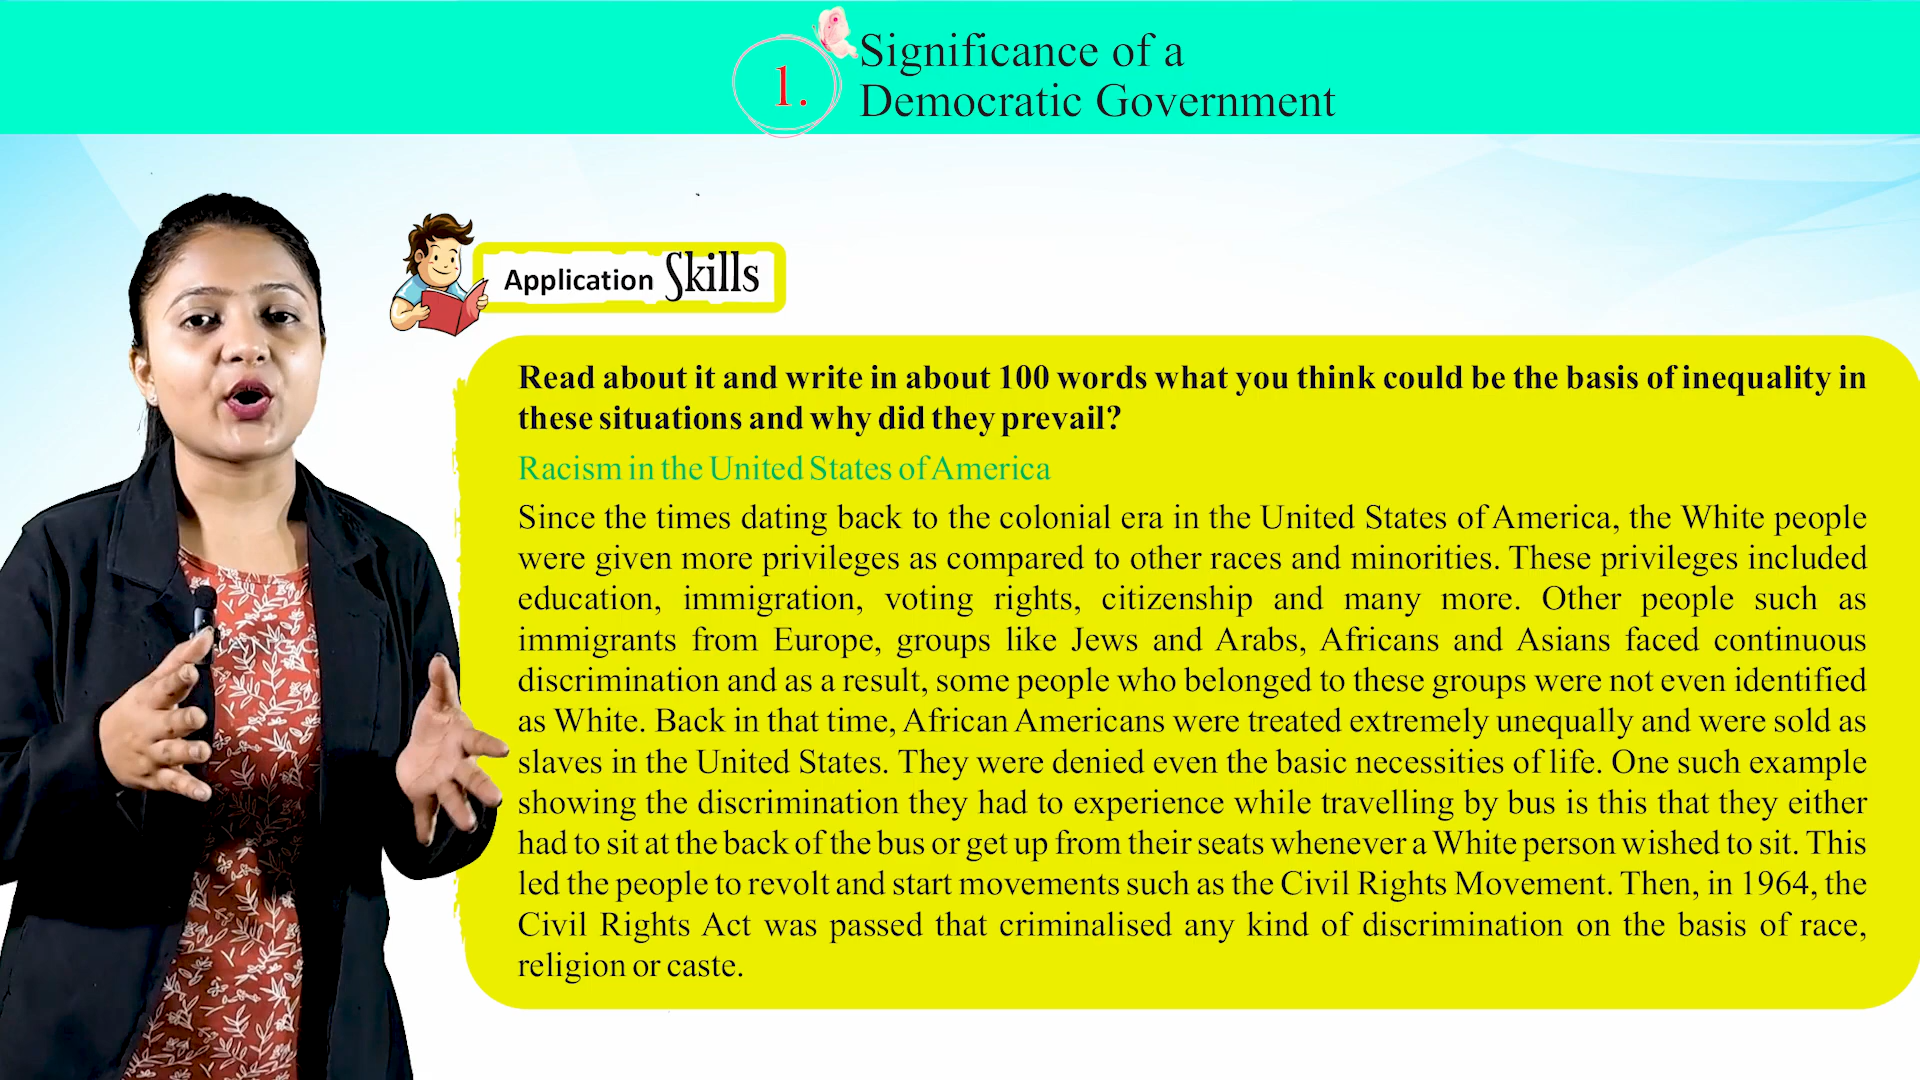 1.
Significance of a
Democratic Government
Application Skills
Read about it and write in about 100 words what you think could be the basis of inequality in
these situations and why did they prevail?
Racism in the United States of America
Since the times dating back to the colonial era in the United States of America, the White people
were given more privileges as compared to other races and minorities. These privileges included
education, immigration, voting rights, citizenship and many more. Other people such as
immigrants from Europe, groups like Jews and Arabs, Africans and Asians faced continuous
discrimination and as a result, some people who belonged to these groups were not even identified
as White. Back in that time, African Americans were treated extremely unequally and were sold as
slaves in the United States. They were denied even the basic necessities of life. One such example
showing the discrimination they had to experience while travelling by bus is this that they either
had to sit at the back of the bus or get up from their seats whenever a White person wished to sit. This
led the people to revolt and start movements such as the Civil Rights Movement. Then, in 1964, the
Civil Rights Act was passed that criminalised any kind of discrimination on the basis of race,
religion or caste.